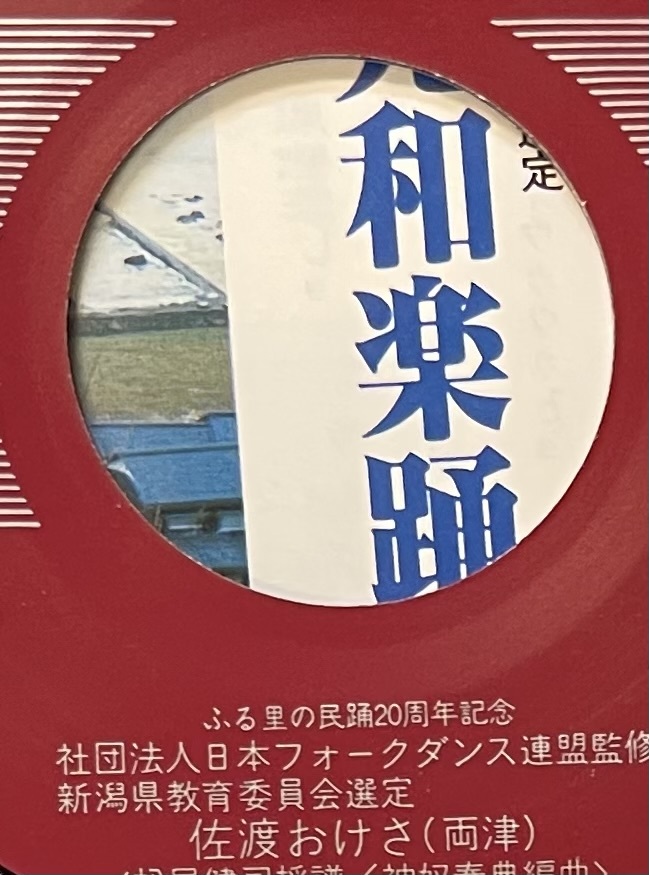 定
和楽踊
ふる里の民踊20周年記念
社団法人日本フォークダンス連盟監修
新潟県教育委員会選定
佐渡おけさ(両津)